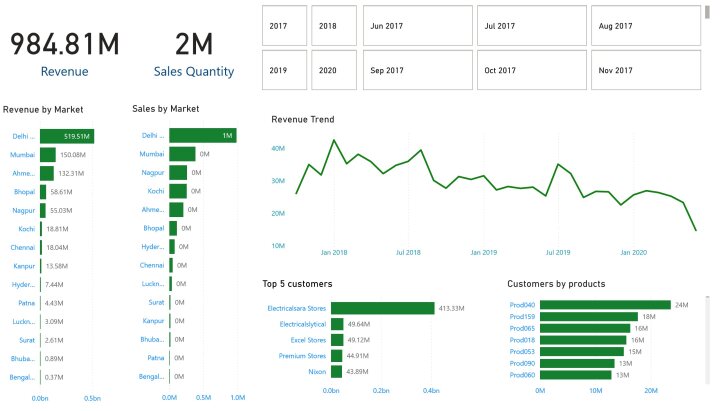 984.81M
Revenue
2M
Sales Quantity
2017
2018
Jun 2017
Jul 2017
Aug 2017
2019
2020
Sep 2017
Oct 2017
Nov 2017
Revenue by Market
Delhi ... 519.51M
Mumbai 150.08M
Ahme... 132.31M
Bhopal 58.61M
Nagpur 55.03M
Kochi 18.81M
Chennai 18.04M
Kanpur 13.58M
Hyder... 7.44M
Patna 4.43M
Luckn... 3.09M
Surat 2.61M
Bhuba... 0.89M
Bengal... 0.37M
0.0bn 0.5bn
Sales by Market
Delhi ... 1M
Mumbai 0M
Nagpur 0M
Kochi 0M
Ahme... 0M
Bhopal 0M
Hyder... 0M
Chennai 0M
Luckn... 0M
Surat 0M
Kanpur 0M
Bhuba... 0M
Patna 0M
Bengal... 0M
0.0M 0.5M 1.0M
Revenue Trend
40M
30M
20M
10M
Jan 2018 Jul 2018 Jan 2019 Jul 2019 Jan 2020
Top 5 customers
Electricalsara Stores 413.33M
Electricalslytical 49.64M
Excel Stores 49.12M
Premium Stores 44.91M
Nixon 43.89M
0.0bn 0.2bn 0.4bn
Customers by products
Prod040 24M
Prod159 18M
Prod065 16M
Prod018 16M
Prod053 15M
Prod090 13M
Prod060 13M
0M 10M 20M